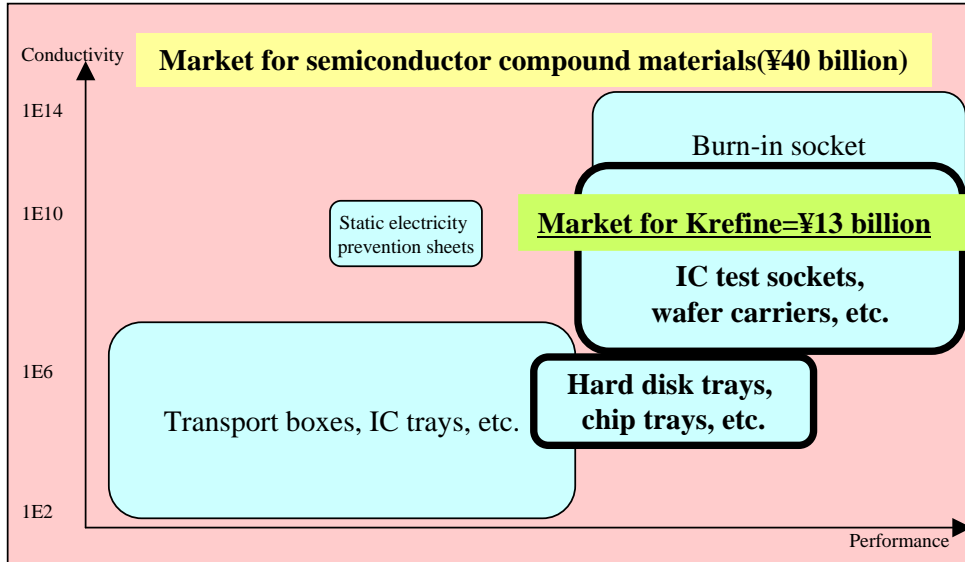 Conductivity
Market for semiconductor compound materials(¥40 billion)
1E14
Burn-in socket
1E10
Static electricity
prevention sheets
Market for Krefine=¥13 billion
IC test sockets,
wafer carriers, etc.
1E6
Hard disk trays,
chip trays, etc.
Transport boxes, IC trays, etc.
1E2
Performance